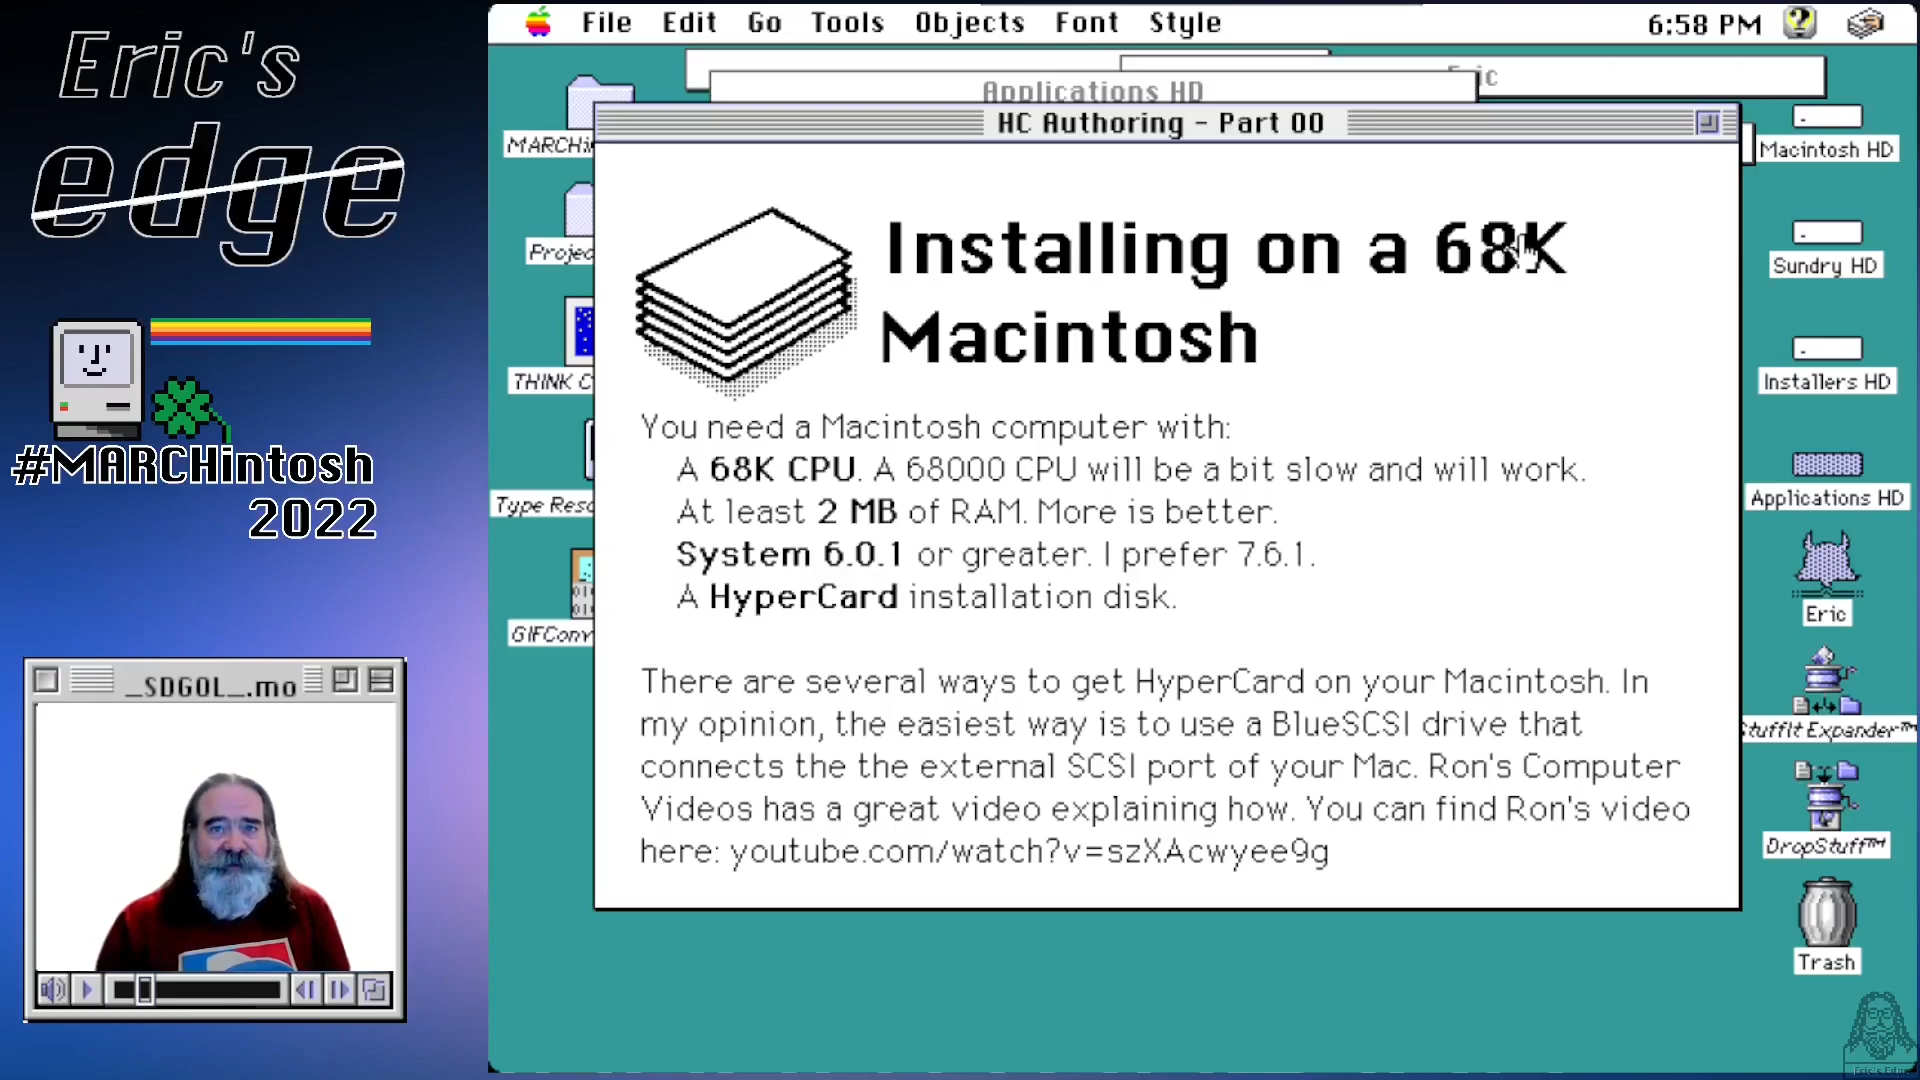 Eric's
edge
#MARCHintosh
2022
_SDGOL_.mo
File Edit Go Tools Objects Font Style
6:58 PM
Applications HD
HC Authoring - Part 00
Installing on a 68K
Macintosh
You need a Macintosh computer with:
A 68K CPU. A 68000 CPU will be a bit slow and will work.
At least 2 MB of RAM. More is better.
System 6.0.1 or greater. I prefer 7.6.1.
A HyperCard installation disk.
There are several ways to get HyperCard on your Macintosh. In
my opinion, the easiest way is to use a BlueSCSI drive that
connects the the external SCSI port of your Mac. Ron's Computer
Videos has a great video explaining how. You can find Ron's video
here: youtube.com/watch?v=szXAcwyee9g
MARCHi
Projec
THINK C
Type Reso
GIFConv
Macintosh HD
Sundry HD
Installers HD
Applications HD
Eric
StuffIt Expander™
DropStuff™
Trash
Eric's Edge